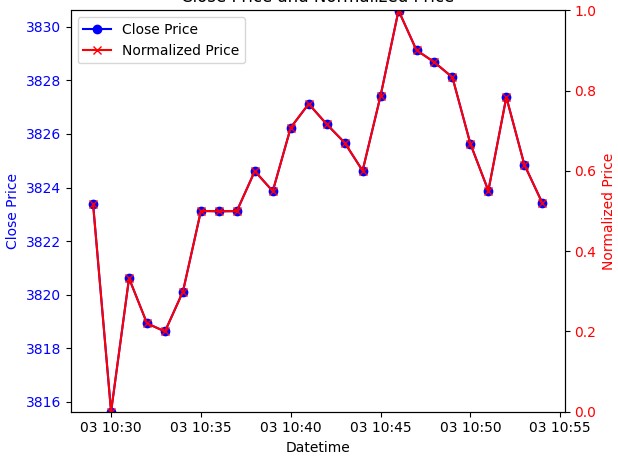 Close Price and Normalized Price
Close Price
Normalized Price
3830
3828
3826
3824
3822
3820
3818
3816
Close Price
1.0
0.8
0.6
0.4
0.2
0.0
Normalized Price
03 10:30 03 10:35 03 10:40 03 10:45 03 10:50 03 10:55
Datetime